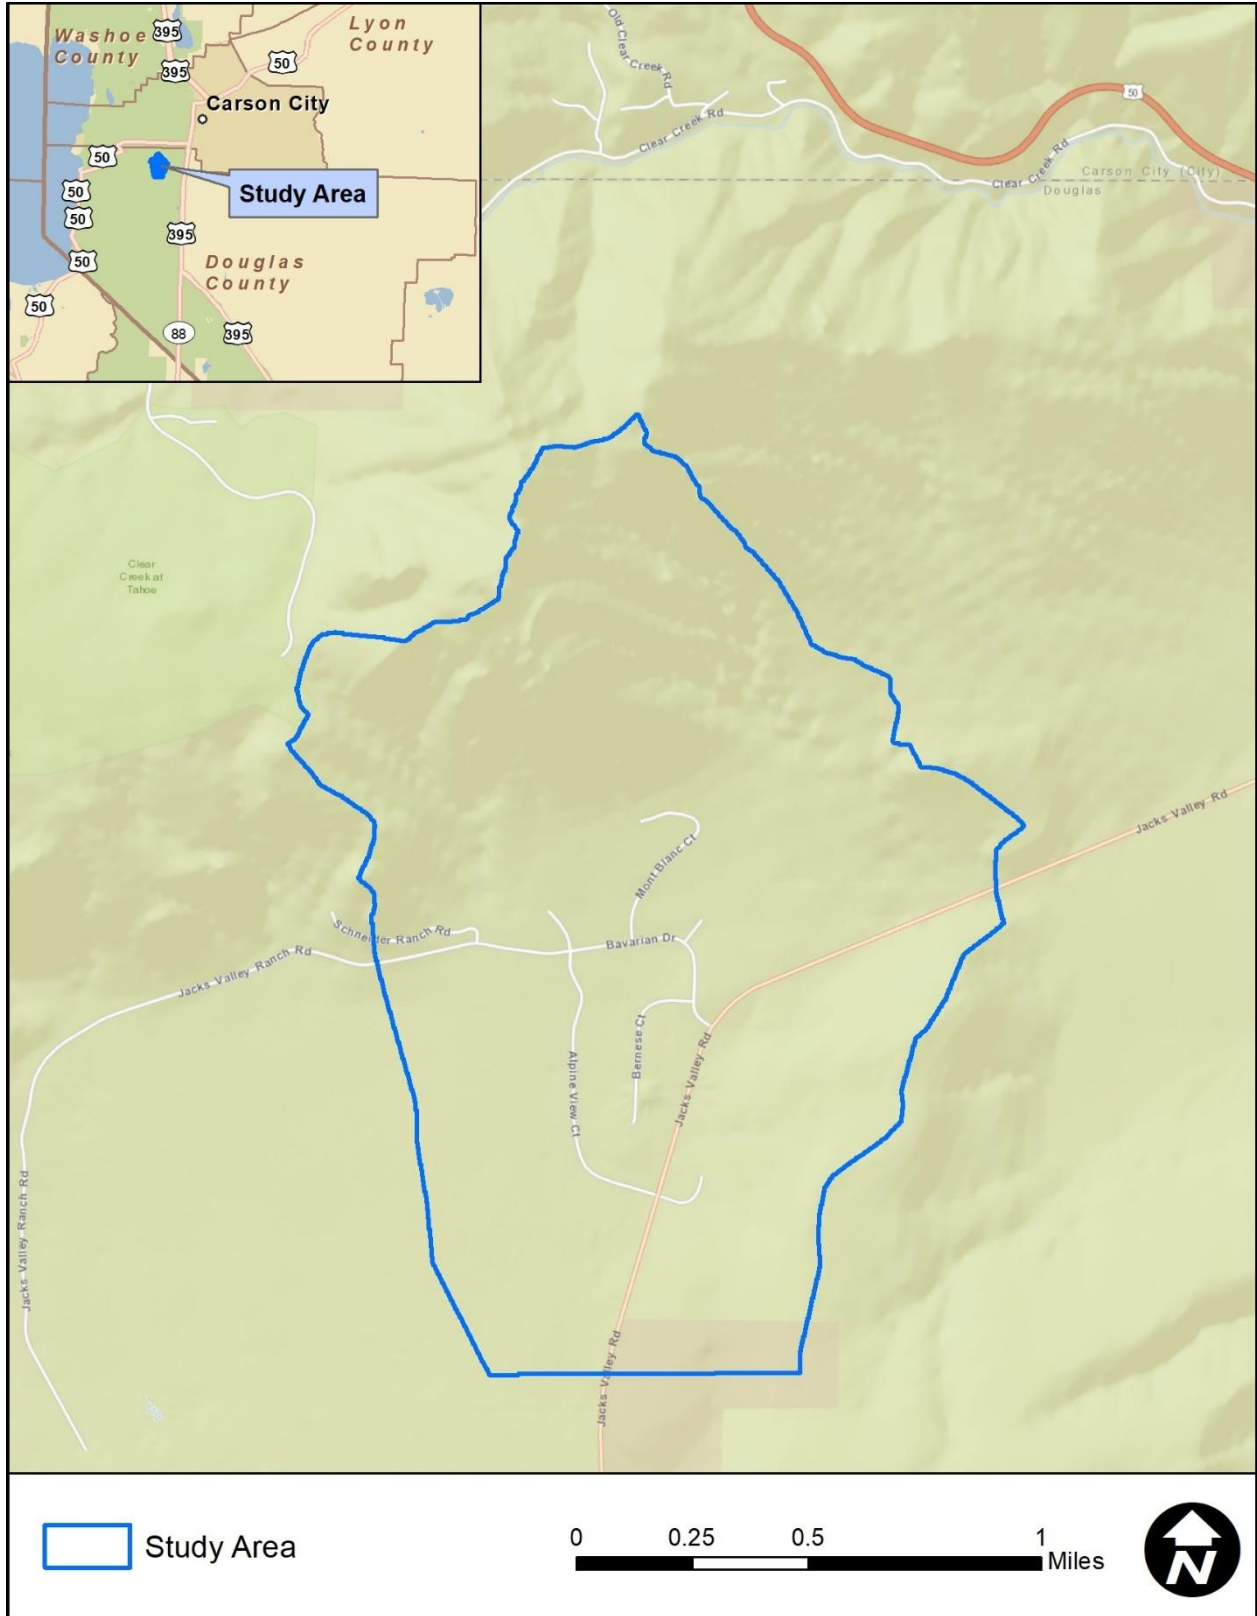 Washoe
County
395
Lyon
County
395
50
Carson City
50
Study Area
50
50
395
50
Douglas
County
50
88
395
Old Clear
Creek Rd
Clear Creek Rd
50
Clear Creek Rd
Carson City (City)
Douglas
Clear
Creek at
Tahoe
Jacks Valley Rd
Mont Blanc Ct
Schneider Ranch Rd
Bavarian Dr
Jacks Valley Ranch Rd
Bernese Ct
Alpine View Ct
Jacks Valley Rd
Jacks Valley Ranch Rd
Jacks Valley Rd
Study Area
0 0.25 0.5 1
Miles
N